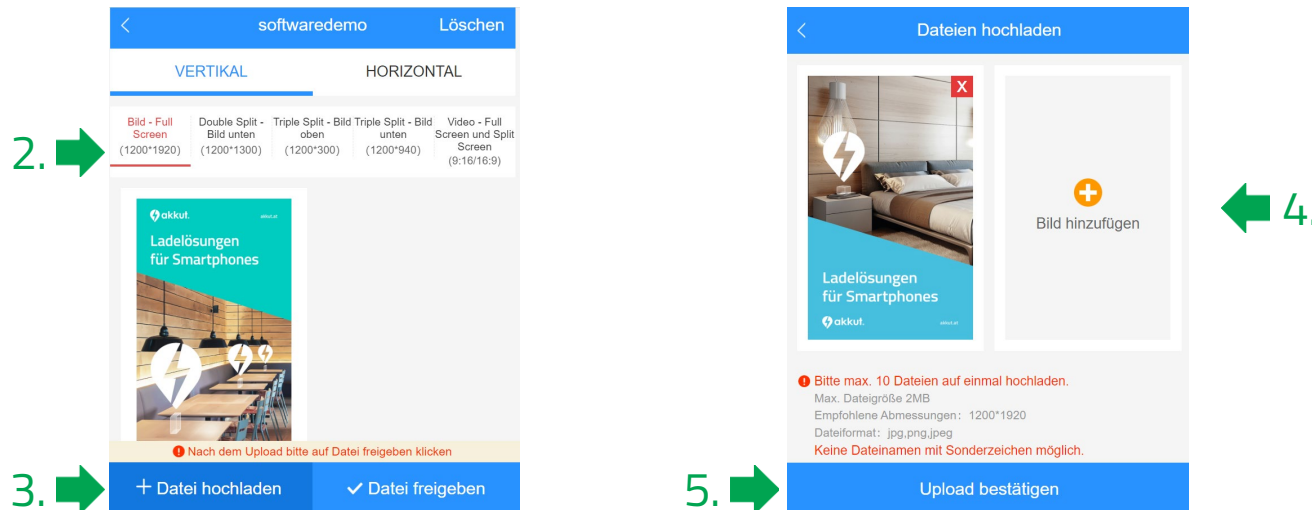 softwaredemo
Löschen
VERTIKAL
HORIZONTAL
2.
Bild - Full
Screen
(1200*1920)
Double Split -
Bild unten
(1200*1300)
Triple Split - Bild
oben
(1200*300)
Triple Split - Bild
unten
(1200*940)
Video - Full
Screen und Split
Screen
(9:16/16:9)
akkut.
akkut.at
Ladelösungen
für Smartphones
Nach dem Upload bitte auf Datei freigeben klicken
3.
+ Datei hochladen
Datei freigeben
Dateien hochladen
X
Ladelösungen
für Smartphones
akkut.
akkut.at
Bild hinzufügen
4.
Bitte max. 10 Dateien auf einmal hochladen.
Max. Dateigröße 2MB
Empfohlene Abmessungen: 1200*1920
Dateiformat: jpg,png,jpeg
Keine Dateinamen mit Sonderzeichen möglich.
5.
Upload bestätigen